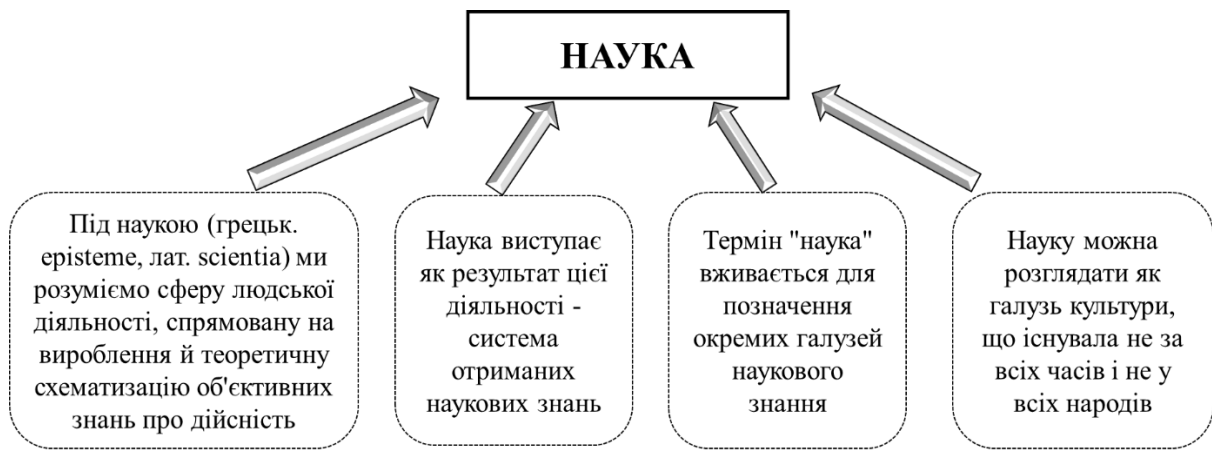 НАУКА
Під наукою (грецьк.
episteme, лат. scientia) ми
розуміємо сферу людської
діяльності, спрямовану на
вироблення й теоретичну
схематизацію об'єктивних
знань про дійсність
Наука виступає
як результат цієї
діяльності -
система
отриманих
наукових знань
Термін "наука"
вживається для
позначення
окремих галузей
наукового
знання
Науку можна
розглядати як
галузь культури,
що існувала не за
всіх часів і не у
всіх народів